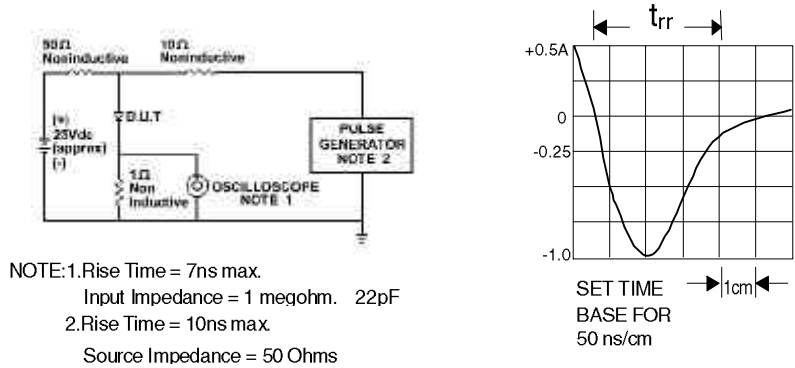 50Ω
Noninductive
10Ω
Noninductive
D.U.T
(+)
25Vdc
(approx)
(-)
1Ω
Non
Inductive
OSCILLOSCOPE
NOTE 1
PULSE
GENERATOR
NOTE 2
NOTE:1.Rise Time = 7ns max.
Input Impedance = 1 megohm. 22pF
2.Rise Time = 10ns max.
Source Impedance = 50 Ohms
trr
+0.5A
0
-0.25
-1.0
1cm
SET TIME
BASE FOR
50 ns/cm